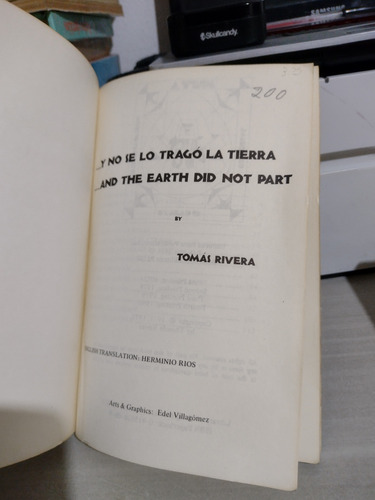 Skullcandy.
SAMSUNG
200
...Y NO SE LO TRAGÓ LA TIERRA
...AND THE EARTH DID NOT PART
BY
TOMÁS RIVERA
ENGLISH TRANSLATION: HERMINIO RIOS
Arts & Graphics: Edel Villagómez